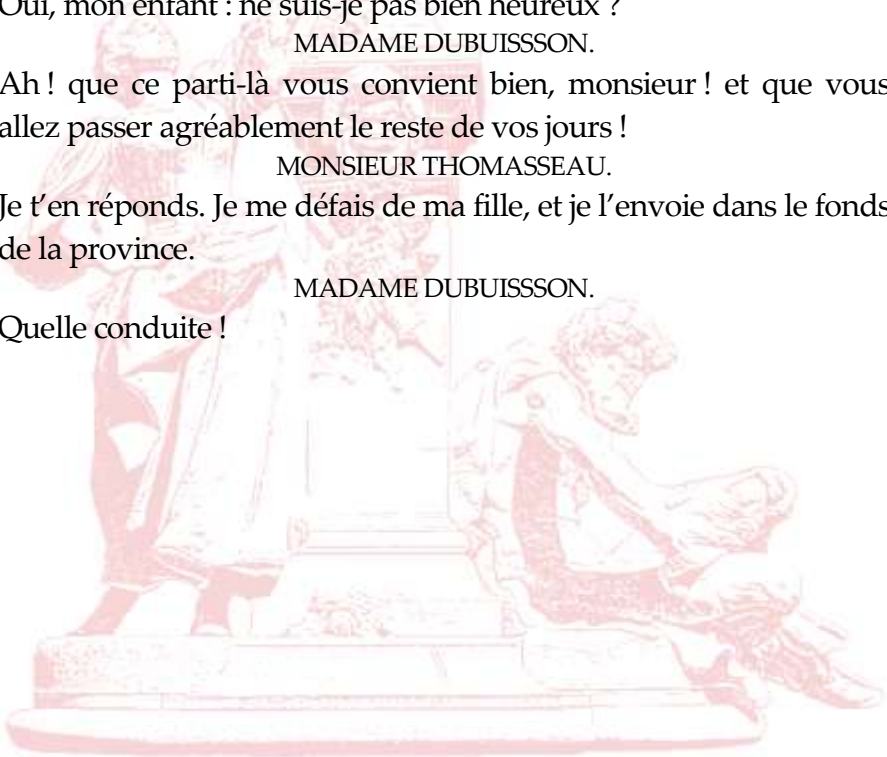 Oui, mon enfant : ne suis-je pas bien heureux ?
MADAME DUBUISSSON.
Ah ! que ce parti-là vous convient bien, monsieur ! et que vous
allez passer agréablement le reste de vos jours !
MONSIEUR THOMASSEAU.
Je t’en réponds. Je me défais de ma fille, et je l’envoie dans le fonds
de la province.
MADAME DUBUISSSON.
Quelle conduite !